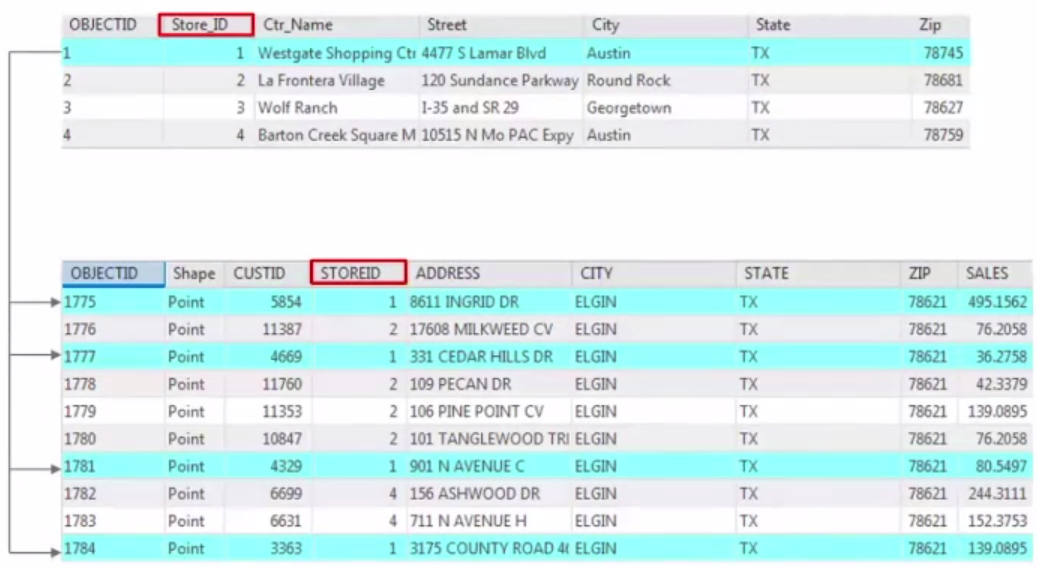 OBJECTID Store_ID Ctr_Name Street City State Zip
1 1 Westgate Shopping Ctr 4477 S Lamar Blvd Austin TX 78745
2 2 La Frontera Village 120 Sundance Parkway Round Rock TX 78681
3 3 Wolf Ranch I-35 and SR 29 Georgetown TX 78627
4 4 Barton Creek Square M 10515 N Mo PAC Expy Austin TX 78759
OBJECTID Shape CUSTID STOREID ADDRESS CITY STATE ZIP SALES
1775 Point 5854 1 8611 INGRID DR ELGIN TX 78621 495.1562
1776 Point 11387 2 17608 MILKWEED CV ELGIN TX 78621 76.2058
1777 Point 4669 1 331 CEDAR HILLS DR ELGIN TX 78621 36.2758
1778 Point 11760 2 109 PECAN DR ELGIN TX 78621 42.3379
1779 Point 11353 2 106 PINE POINT CV ELGIN TX 78621 139.0895
1780 Point 10847 2 101 TANGLEWOOD TRI ELGIN TX 78621 76.2058
1781 Point 4329 1 901 N AVENUE C ELGIN TX 78621 80.5497
1782 Point 6699 4 156 ASHWOOD DR ELGIN TX 78621 244.3111
1783 Point 6631 4 711 N AVENUE H ELGIN TX 78621 152.3753
1784 Point 3363 1 3175 COUNTY ROAD 4( ELGIN TX 78621 139.0895